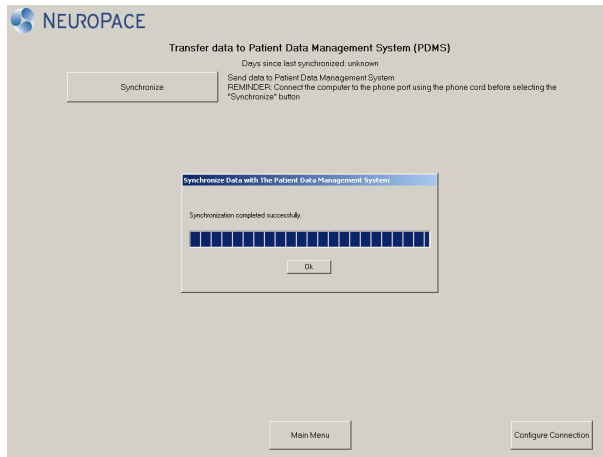 NEUROPACE
Transfer data to Patient Data Management System (PDMS)
Days since last synchronized: unknown
Synchronize
Send data to Patient Data Management System
REMINDER: Connect the computer to the phone port using the phone cord before selecting the
"Synchronize" button
Synchronize Data with The Patient Data Management System
Synchronization completed successfully.
Ok
Main Menu
Configure Connection